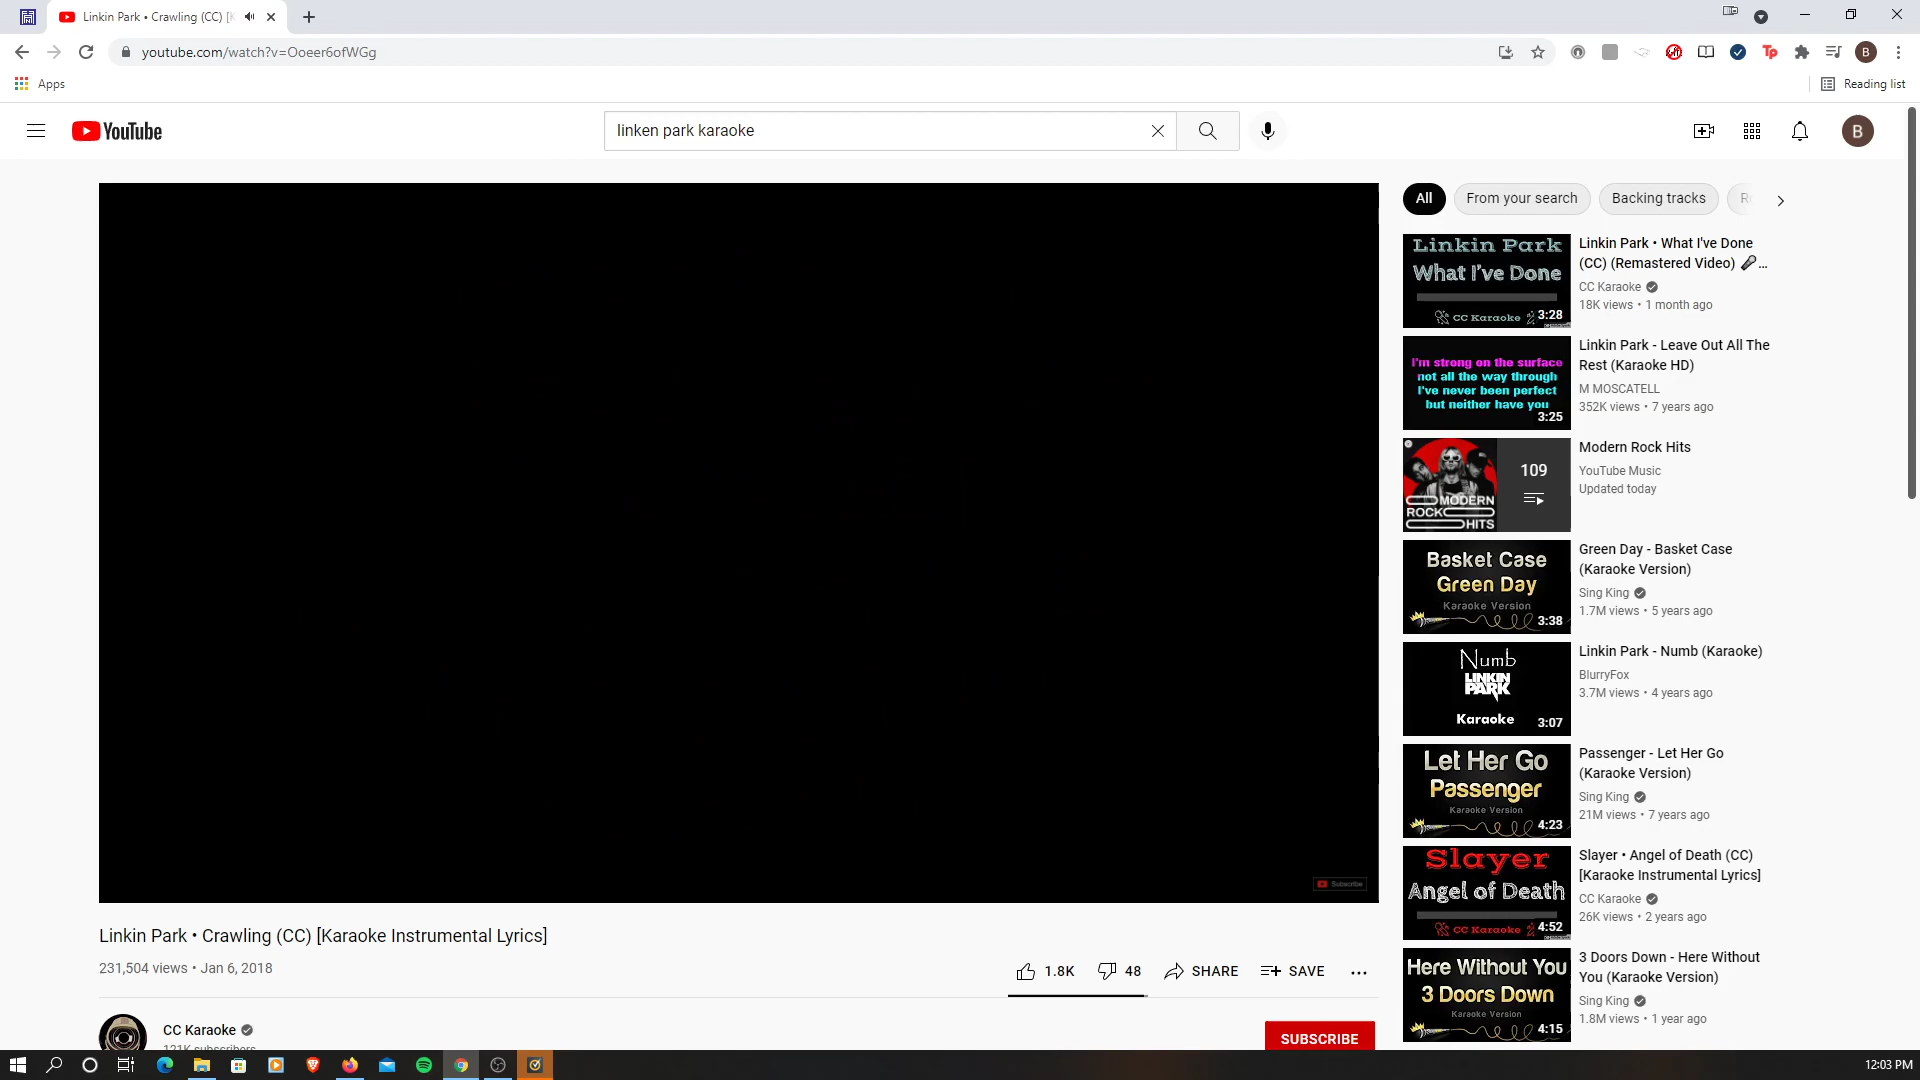 Linkin Park • Crawling (CC) [K
youtube.com/watch?v=Ooeer6ofWGg
B
Apps
Reading list
YouTube
linken park karaoke
B
All
From your search
Backing tracks
Linkin Park
What I've Done
CC Karaoke
3:28
Linkin Park • What I've Done
(CC) (Remastered Video) 🎤...
CC Karaoke
18K views • 1 month ago
I'm strong on the surface
not all the way through
I've never been perfect
but neither have you
3:25
Linkin Park - Leave Out All The
Rest (Karaoke HD)
M MOSCATELL
352K views • 7 years ago
MODERN
ROCK
HITS
109
Modern Rock Hits
YouTube Music
Updated today
Basket Case
Green Day
Karaoke Version
3:38
Green Day - Basket Case
(Karaoke Version)
Sing King
1.7M views • 5 years ago
Numb
LINKIN
PARK
Karaoke
3:07
Linkin Park - Numb (Karaoke)
BlurryFox
3.7M views • 4 years ago
Let Her Go
Passenger
Karaoke Version
4:23
Passenger - Let Her Go
(Karaoke Version)
Sing King
21M views • 7 years ago
Slayer
Angel of Death
CC Karaoke
4:52
Slayer • Angel of Death (CC)
[Karaoke Instrumental Lyrics]
CC Karaoke
26K views • 2 years ago
Here Without You
3 Doors Down
Karaoke Version
4:15
3 Doors Down - Here Without
You (Karaoke Version)
Sing King
1.8M views • 1 year ago
Subscribe
Linkin Park • Crawling (CC) [Karaoke Instrumental Lyrics]
231,504 views • Jan 6, 2018
1.8K
48
SHARE
SAVE
CC Karaoke
121K subscribers
SUBSCRIBE
12:03 PM